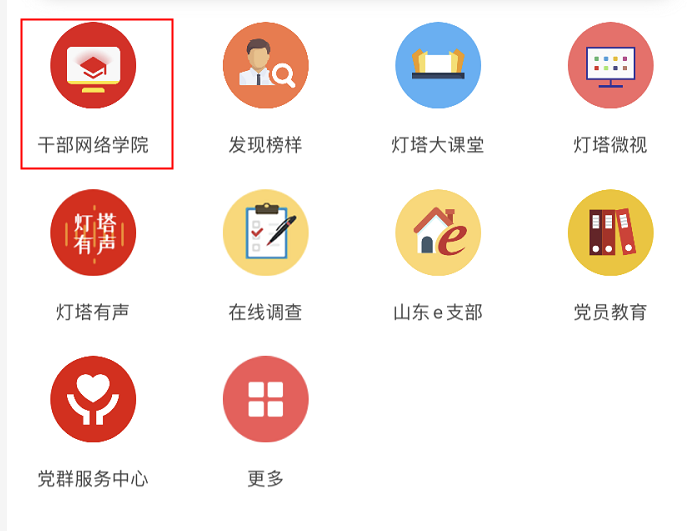 干部网络学院
发现榜样
灯塔大课堂
灯塔微视
灯塔
有声
灯塔有声
在线调查
e
山东e支部
党员教育
党群服务中心
更多